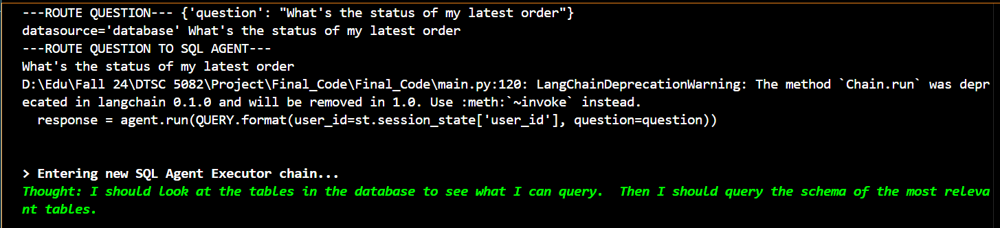 ---ROUTE QUESTION--- {'question': "What's the status of my latest order"}
datasource='database' What's the status of my latest order
---ROUTE QUESTION TO SQL AGENT---
What's the status of my latest order
D:\Edu\Fall 24\DTSC 5082\Project\Final_Code\Final_Code\main.py:120: LangChainDeprecationWarning: The method `Chain.run` was depr
ecated in langchain 0.1.0 and will be removed in 1.0. Use :meth:`~invoke` instead.
  response = agent.run(QUERY.format(user_id=st.session_state['user_id'], question=question))
> Entering new SQL Agent Executor chain...
Thought: I should look at the tables in the database to see what I can query.  Then I should query the schema of the most releva
nt tables.